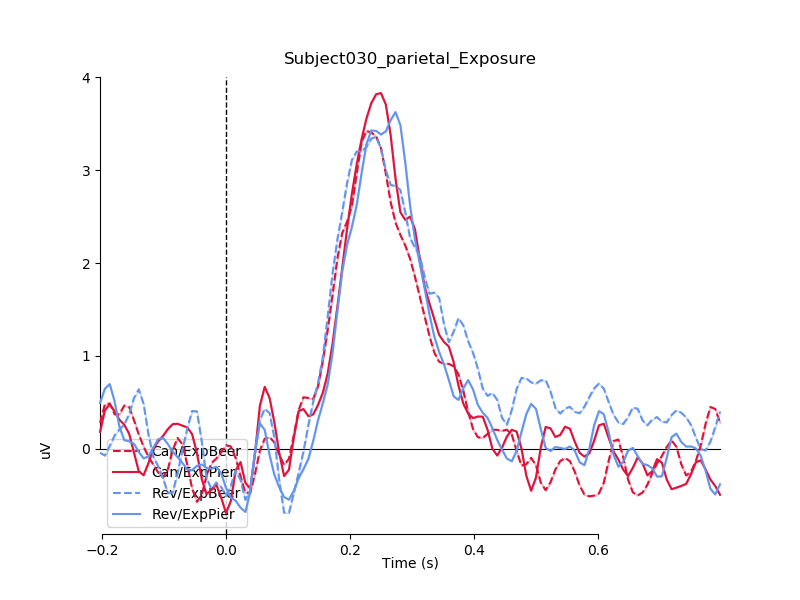 Subject030_parietal_Exposure
4
3
2
1
0
uV
Can/ExpBeer
Can/ExpPier
Rev/ExpBeer
Rev/ExpPier
−0.2 0.0 0.2 0.4 0.6
Time (s)